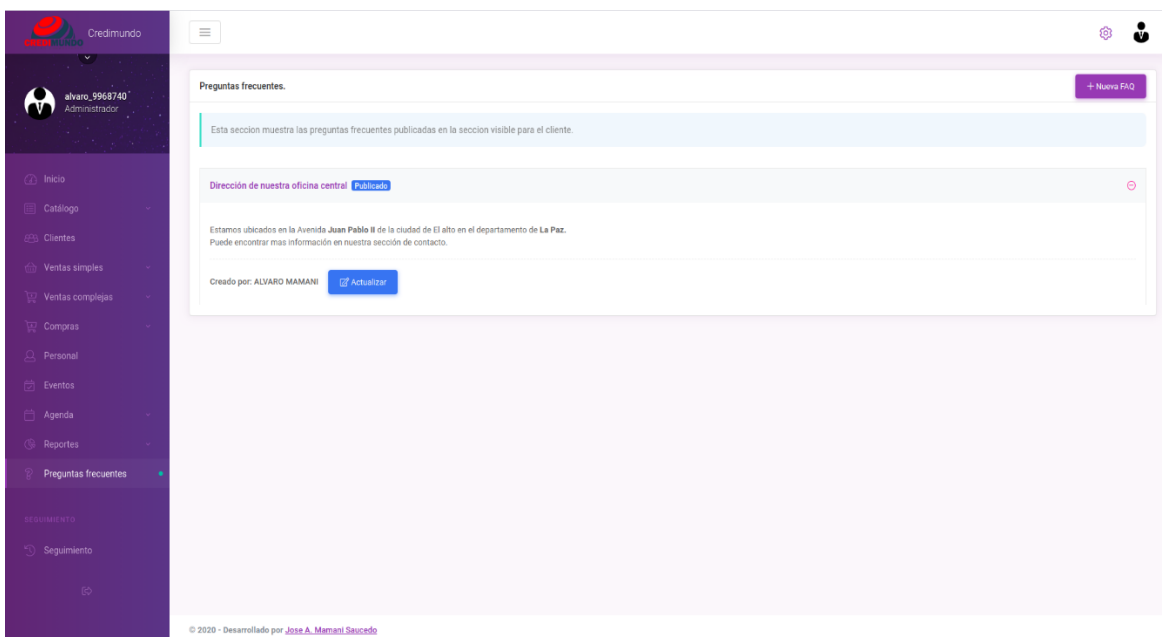 CREDIMUNDO
Credimundo
alvaro_9968740
Administrador
Inicio
Catálogo
Clientes
Ventas simples
Ventas complejas
Compras
Personal
Eventos
Agenda
Reportes
Preguntas frecuentes
SEGUIMIENTO
Seguimiento
Preguntas frecuentes.
+ Nueva FAQ
Esta seccion muestra las preguntas frecuentes publicadas en la seccion visible para el cliente.
Dirección de nuestra oficina central Publicado
Estamos ubicados en la Avenida Juan Pablo II de la ciudad de El alto en el departamento de La Paz.
Puede encontrar mas información en nuestra sección de contacto.
Creado por: ALVARO MAMANI Actualizar
© 2020 - Desarrollado por Jose A. Mamani Saucedo